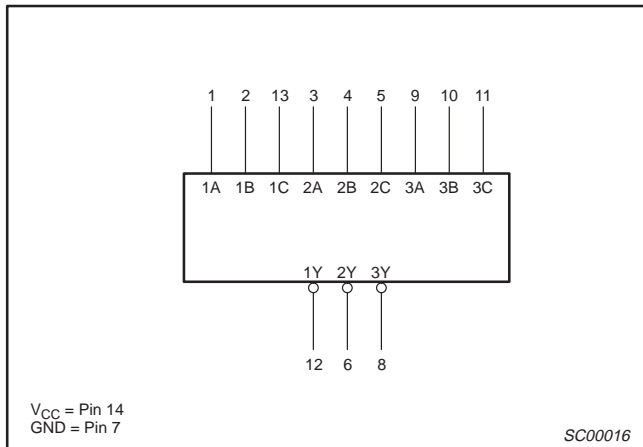 1 2 13 3 4 5 9 10 11
1A 1B 1C 2A 2B 2C 3A 3B 3C
1Y 2Y 3Y
12 6 8
VCC = Pin 14
GND = Pin 7
SC00016